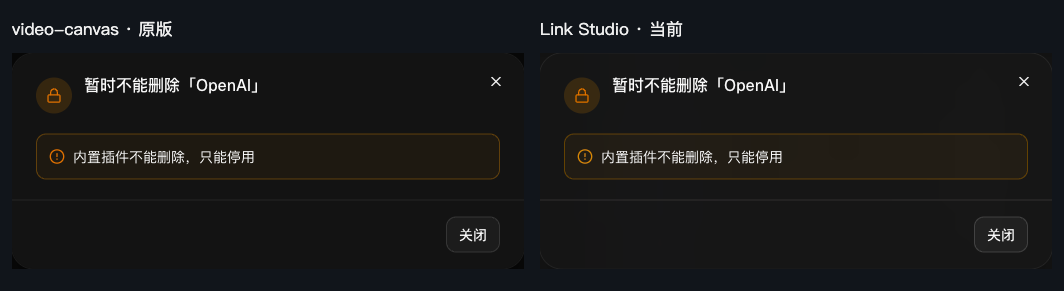 video-canvas · 原版
暂时不能删除「OpenAI」
内置插件不能删除，只能停用
关闭
Link Studio · 当前
暂时不能删除「OpenAI」
内置插件不能删除，只能停用
关闭